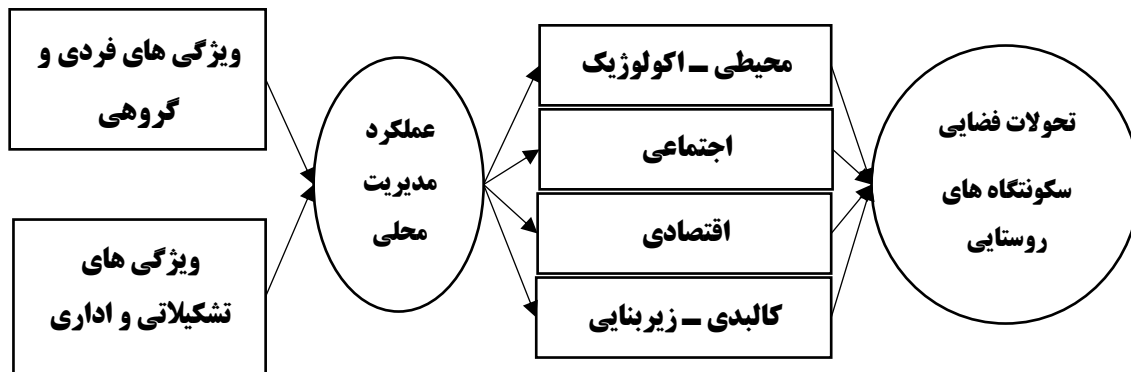 ویژگی های فردی و
گروهی
ویژگی های
تشکیلاتی و اداری
عملکرد
مدیریت
محلی
محیطی – اکولوژیک
اجتماعی
اقتصادی
کالبدی – زیربنایی
تحولات فضایی
سکونتگاه های
روستایی